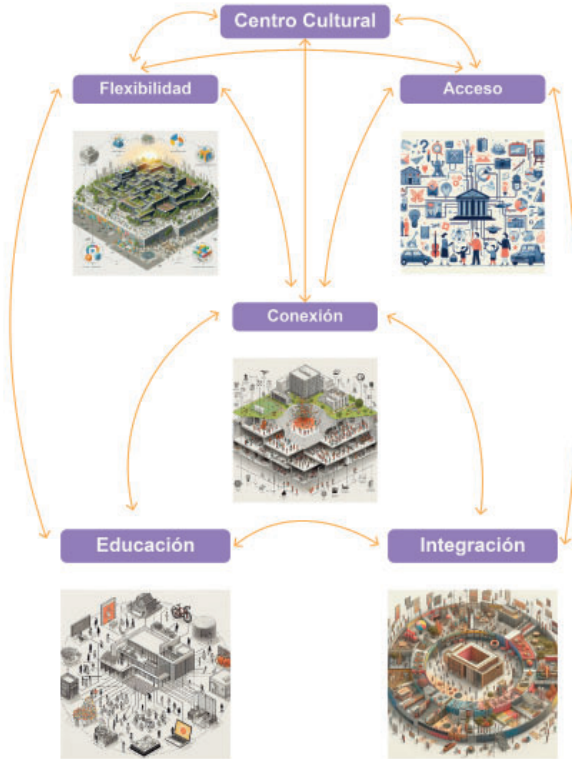 Centro Cultural
Flexibilidad
Acceso
Conexión
Educación
Integración